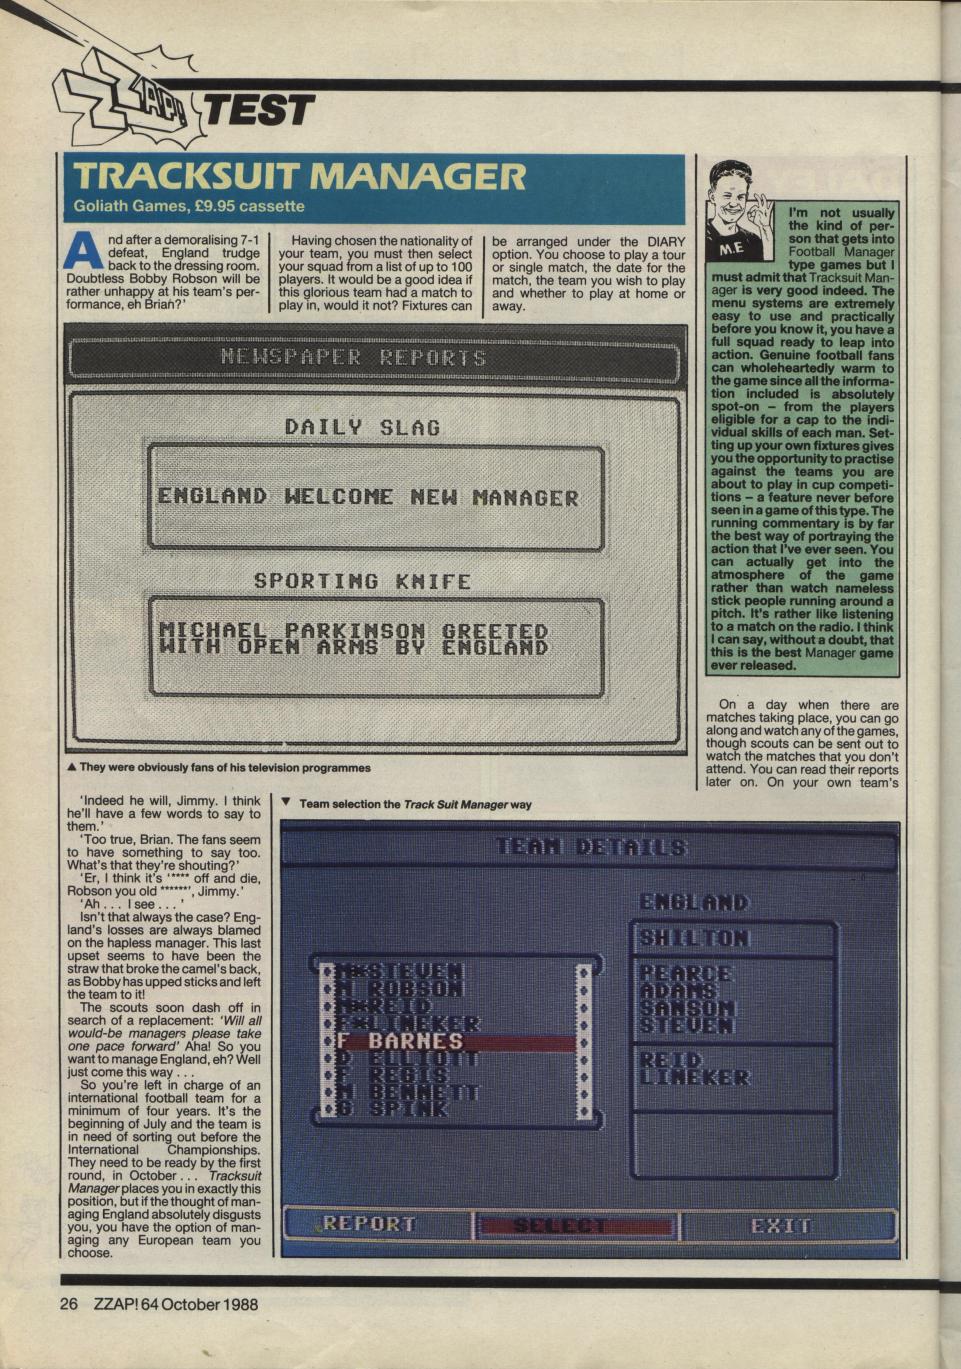 ZZAP! TEST
TRACKSUIT MANAGER
Goliath Games, £9.95 cassette
And after a demoralising 7-1
defeat, England trudge
back to the dressing room.
Doubtless Bobby Robson will be
rather unhappy at his team's per-
formance, eh Brian?'
Having chosen the nationality of
your team, you must then select
your squad from a list of up to 100
players. It would be a good idea if
this glorious team had a match to
play in, would it not? Fixtures can
be arranged under the DIARY
option. You choose to play a tour
or single match, the date for the
match, the team you wish to play
and whether to play at home or
away.
NEWSPAPER REPORTS
DAILY SLAG
ENGLAND WELCOME NEW MANAGER
SPORTING KNIFE
MICHAEL PARKINSON GREETED
WITH OPEN ARMS BY ENGLAND
▲ They were obviously fans of his television programmes
M.E
I'm not usually
the kind of per-
son that gets into
Football Manager
type games but I
must admit that Tracksuit Man-
ager is very good indeed. The
menu systems are extremely
easy to use and practically
before you know it, you have a
full squad ready to leap into
action. Genuine football fans
can wholeheartedly warm to
the game since all the informa-
tion included is absolutely
spot-on – from the players
eligible for a cap to the indi-
vidual skills of each man. Set-
ting up your own fixtures gives
you the opportunity to practise
against the teams you are
about to play in cup competi-
tions – a feature never before
seen in a game of this type. The
running commentary is by far
the best way of portraying the
action that I've ever seen. You
can actually get into the
atmosphere of the game
rather than watch nameless
stick people running around a
pitch. It's rather like listening
to a match on the radio. I think
I can say, without a doubt, that
this is the best Manager game
ever released.
On a day when there are
matches taking place, you can go
along and watch any of the games,
though scouts can be sent out to
watch the matches that you don't
attend. You can read their reports
later on. On your own team's
'Indeed he will, Jimmy. I think
he'll have a few words to say to
them.'
'Too true, Brian. The fans seem
to have something to say too.
What's that they're shouting?'
'Er, I think it's '**** off and die,
Robson you old ******', Jimmy.'
'Ah . . . I see . . . '
Isn't that always the case? Eng-
land's losses are always blamed
on the hapless manager. This last
upset seems to have been the
straw that broke the camel's back,
as Bobby has upped sticks and left
the team to it!
The scouts soon dash off in
search of a replacement: 'Will all
would-be managers please take
one pace forward' Aha! So you
want to manage England, eh? Well
just come this way . . .
So you're left in charge of an
international football team for a
minimum of four years. It's the
beginning of July and the team is
in need of sorting out before the
International Championships.
They need to be ready by the first
round, in October . . . Tracksuit
Manager places you in exactly this
position, but if the thought of man-
aging England absolutely disgusts
you, you have the option of man-
aging any European team you
choose.
▼ Team selection the Track Suit Manager way
TEAM DETAILS
M*STEVEN
M ROBSON
M*REID
F*LINEKER
F BARNES
D ELLIOTT
F REGIS
M BENNETT
G SPINK
ENGLAND
SHILTON
PEARCE
ADAMS
SANSOM
STEVEN
REID
LINEKER
REPORT
SELECT
EXIT
26 ZZAP! 64 October 1988